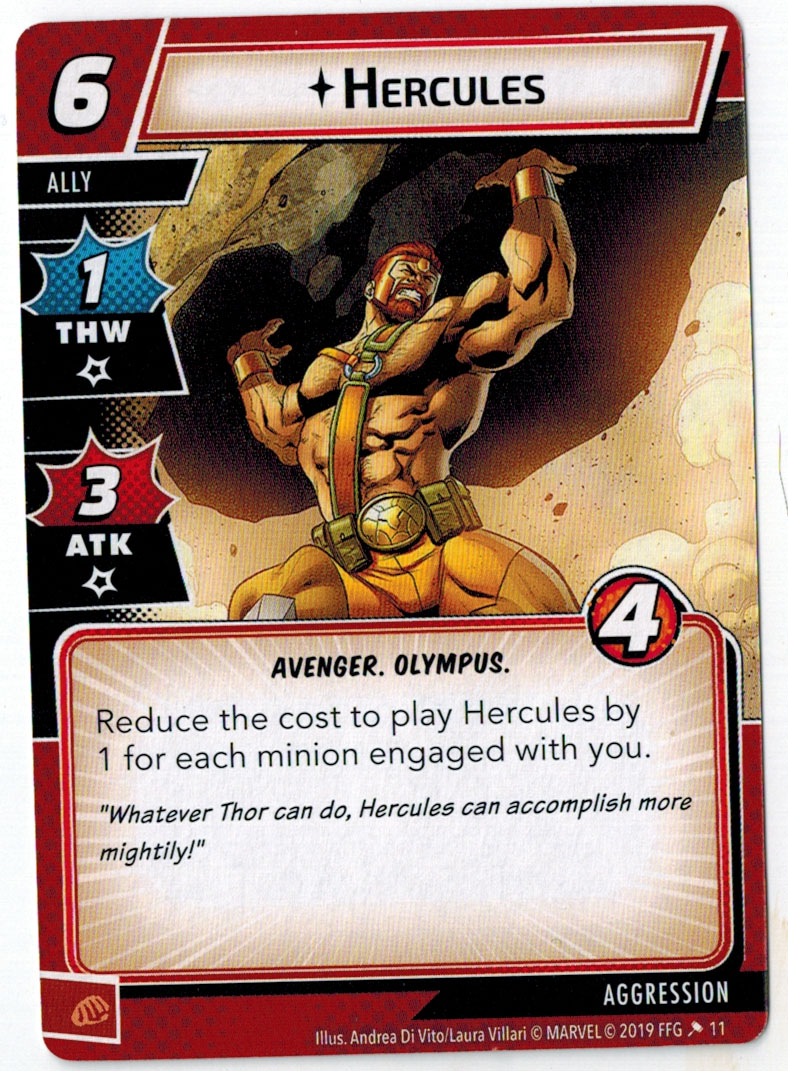 6
HERCULES
ALLY
1
THW
3
ATK
4
AVENGER. OLYMPUS.
Reduce the cost to play Hercules by
1 for each minion engaged with you.
"Whatever Thor can do, Hercules can accomplish more
mightily!"
AGGRESSION
Illus. Andrea Di Vito/Laura Villari © MARVEL © 2019 FFG 11